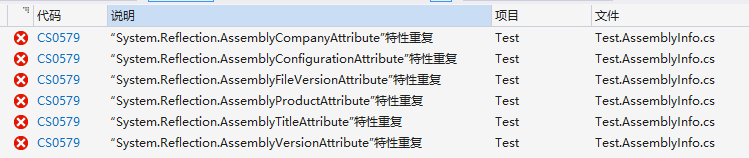 代码 说明 项目 文件
CS0579 “System.Reflection.AssemblyCompanyAttribute”特性重复 Test Test.AssemblyInfo.cs
CS0579 “System.Reflection.AssemblyConfigurationAttribute”特性重复 Test Test.AssemblyInfo.cs
CS0579 “System.Reflection.AssemblyFileVersionAttribute”特性重复 Test Test.AssemblyInfo.cs
CS0579 “System.Reflection.AssemblyProductAttribute”特性重复 Test Test.AssemblyInfo.cs
CS0579 “System.Reflection.AssemblyTitleAttribute”特性重复 Test Test.AssemblyInfo.cs
CS0579 “System.Reflection.AssemblyVersionAttribute”特性重复 Test Test.AssemblyInfo.cs